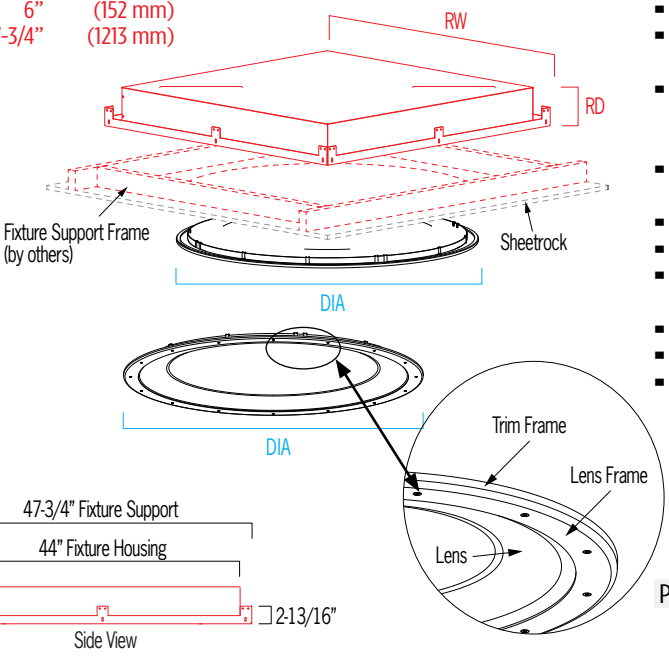 6” (152 mm)
-3/4” (1213 mm)
RW
RD
Fixture Support Frame
(by others)
Sheetrock
DIA
DIA
Trim Frame
Lens Frame
Lens
47-3/4” Fixture Support
44” Fixture Housing
2-13/16”
Side View
P